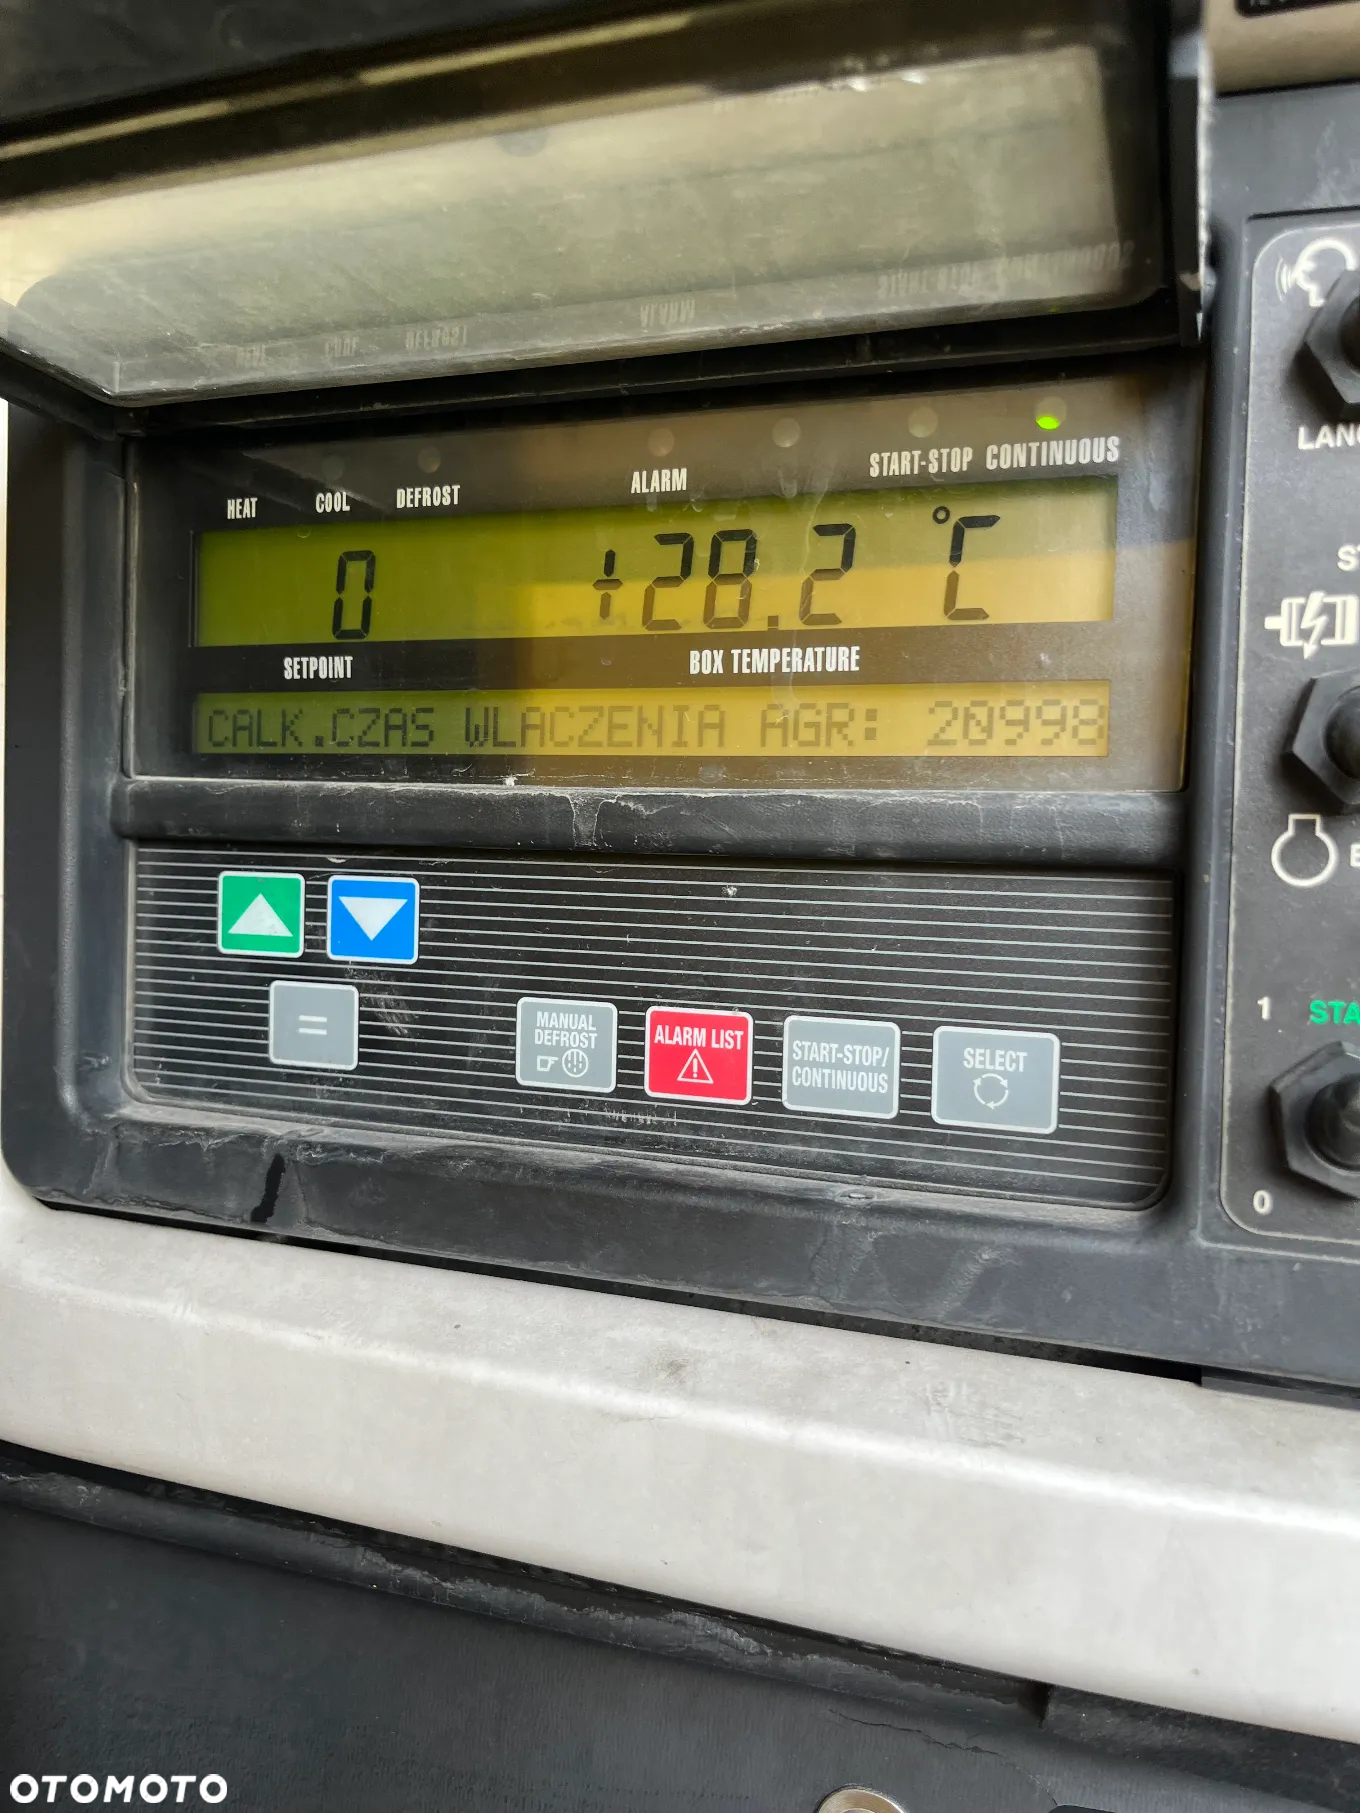 HEAT COOL DEFROST ALARM START-STOP CONTINUOUS
0 +28.2 °C
SETPOINT BOX TEMPERATURE
CALK.CZAS WLACZENIA AGR: 20998
=
MANUAL DEFROST
ALARM LIST
START-STOP/ CONTINUOUS
SELECT
1
0
OTOMOTO